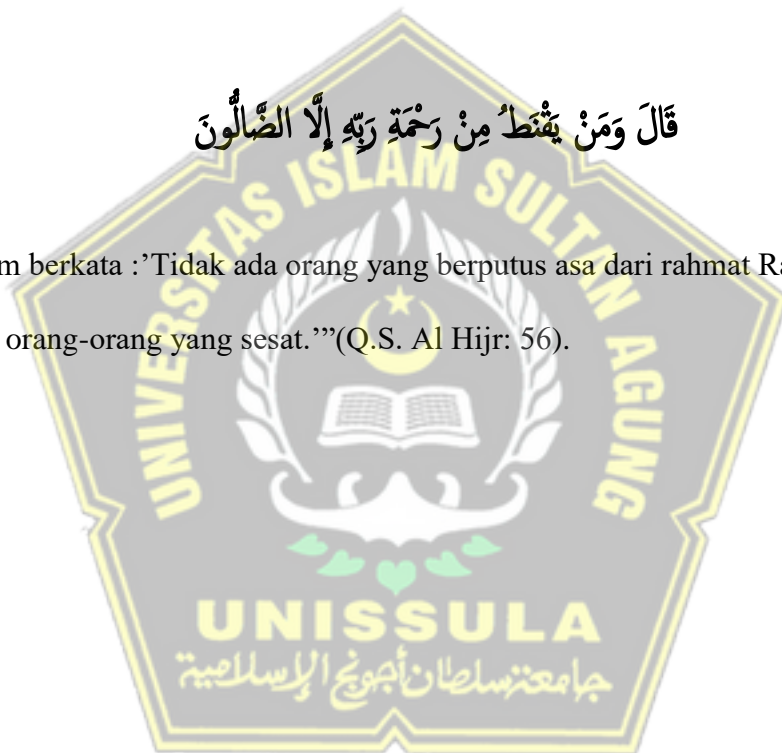 قَالَ وَمَنْ يَقْنَطُ مِنْ رَحْمَةِ رَبِّهِ إِلَّا الضَّالُّونَ
m berkata :’Tidak ada orang yang berputus asa dari rahmat Ra
orang-orang yang sesat.’”(Q.S. Al Hijr: 56).
UNIVERSITAS ISLAM SULTAN AGUNG
UNISSULA
جامعة سلطان أجونج الإسلامية